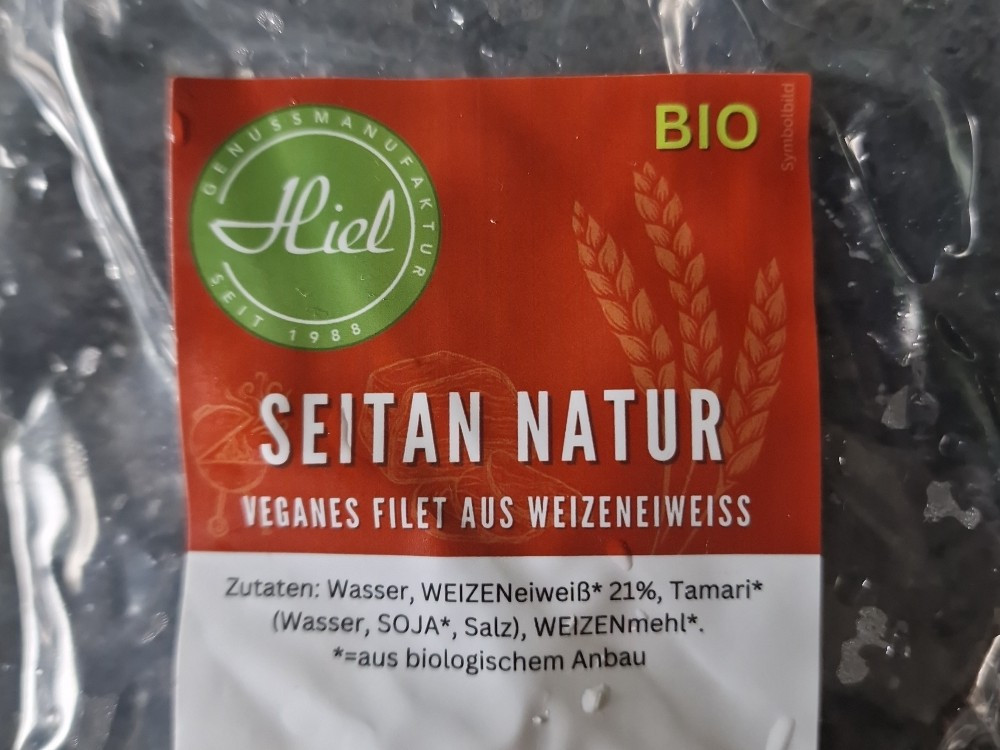 GENUSSMANUFAKTUR
Hiel
SEIT 1988
BIO
Symbolbild
SEITAN NATUR
VEGANES FILET AUS WEIZENEIWEISS
Zutaten: Wasser, WEIZENeiweiß* 21%, Tamari*
(Wasser, SOJA*, Salz), WEIZENmehl*.
*=aus biologischem Anbau